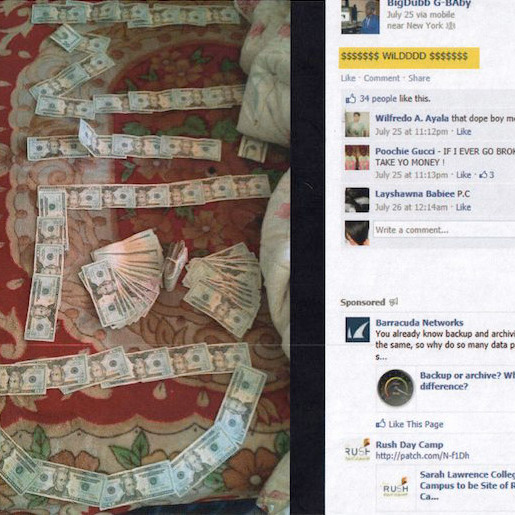 BigDubb G-BAby
July 25 via mobile
near New York
$$$$$$$ WiLDDDD $$$$$$$
Like · Comment · Share
34 people like this.
Wilfredo A. Ayala that dope boy
July 25 at 11:12pm · Like
Poochie Gucci - IF I EVER GO
TAKE YO MONEY !
July 25 at 11:13pm · Like · 3
Layshawna Babiee P.C
July 26 at 12:14am · Like
Write a comment...
Sponsored
Barracuda Networks
You already know backup and
the same, so why do so many data
s...
Backup or archive?
difference?
Like This Page
RUSH
Rush Day Camp
http://patch.com/N-f1Dh
RUSH
Sarah Lawrence
Campus to be Site of
Ca...